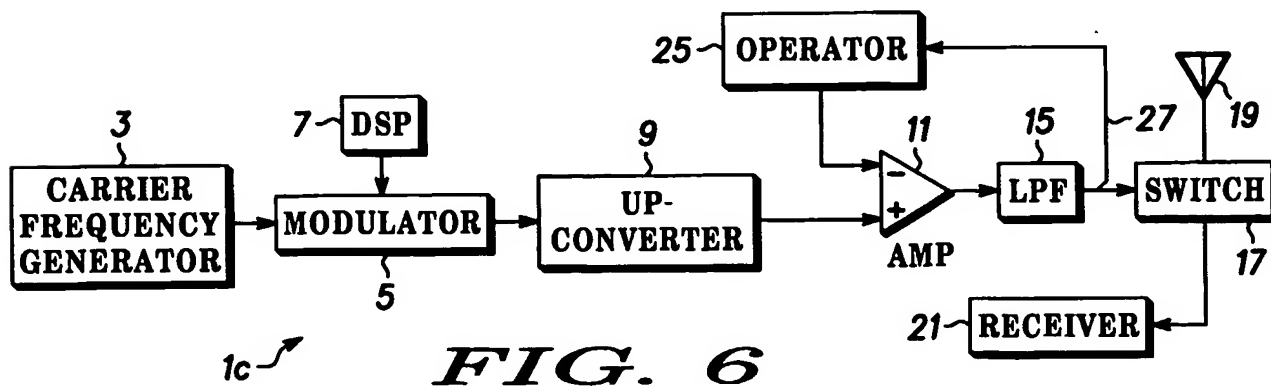 25
OPERATOR
7
DSP
3
CARRIER
FREQUENCY
GENERATOR
MODULATOR
5
9
UP-
CONVERTER
−
+
11
AMP
15
LPF
27
19
SWITCH
17
21
RECEIVER
1c
FIG. 6